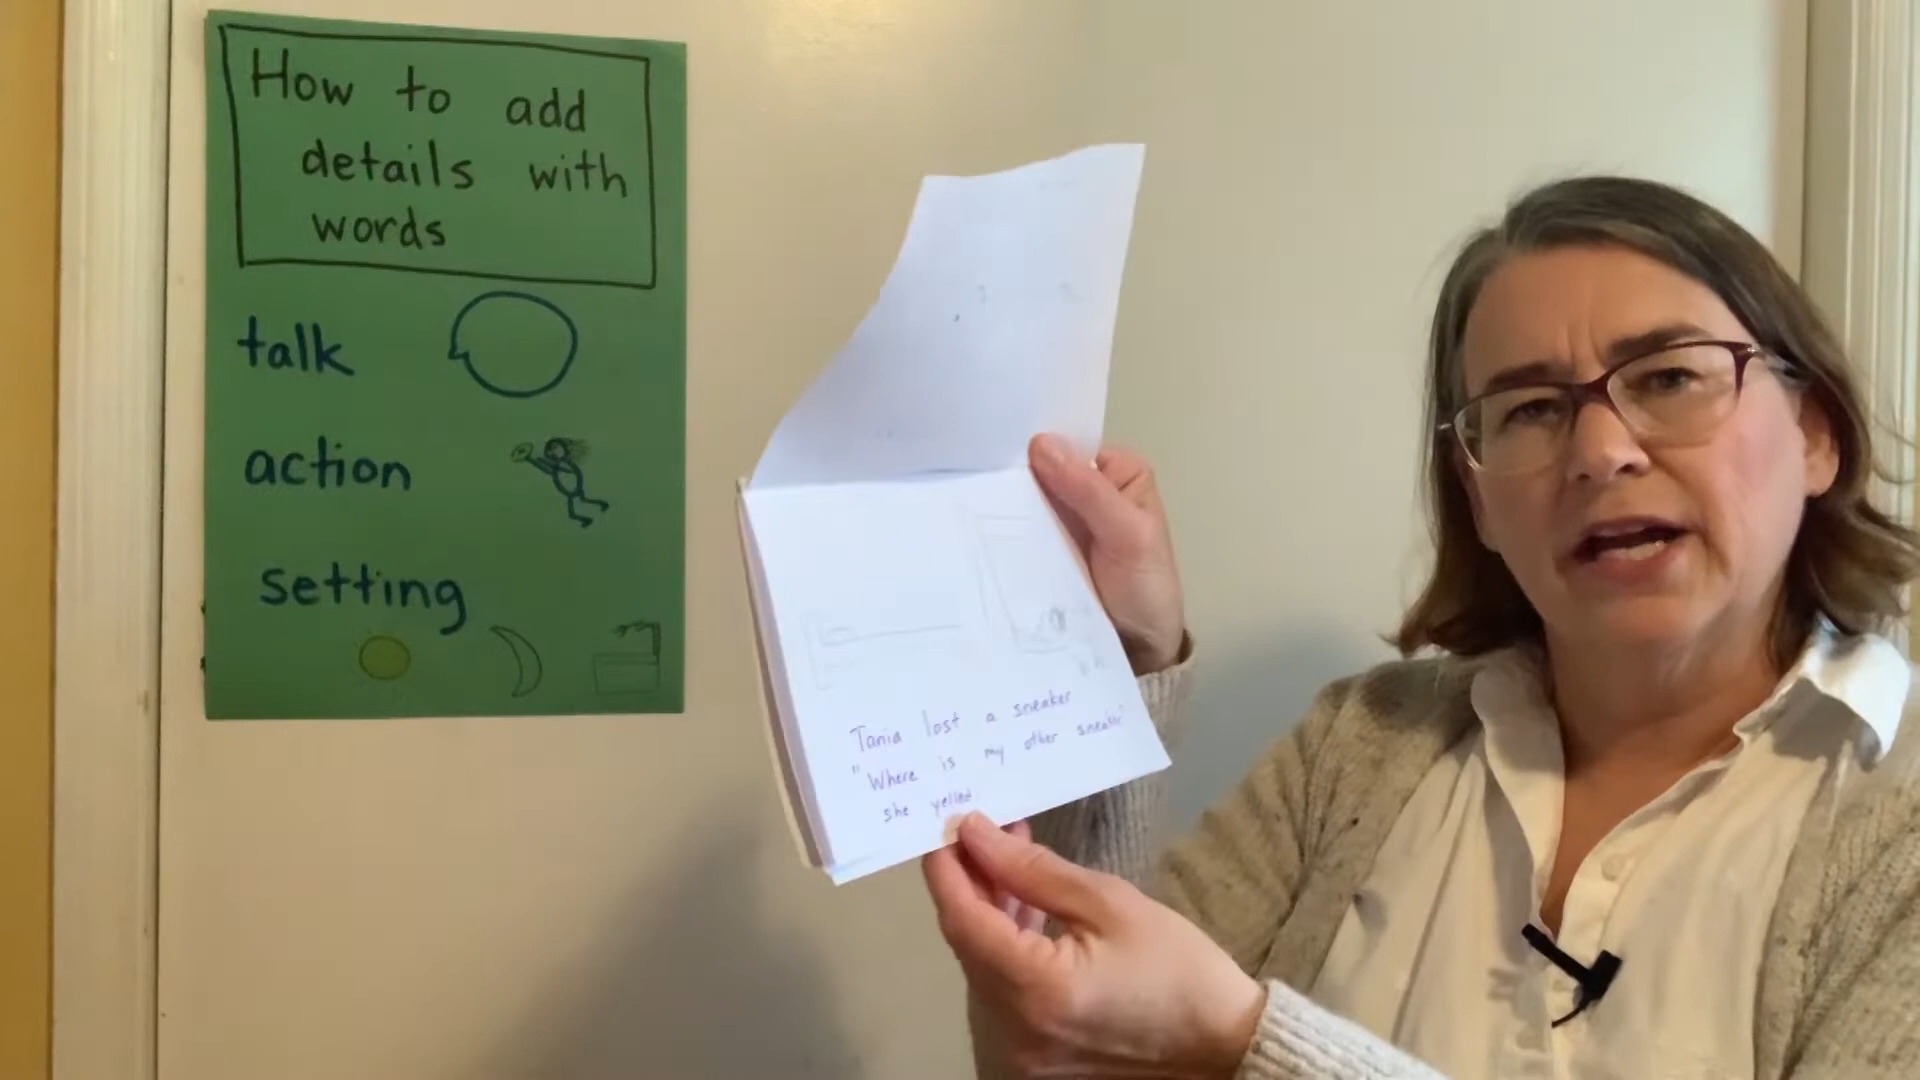 How to add
details with
words
talk
action
setting
Tania lost a sneaker
"Where is my other sneaker"
she yelled